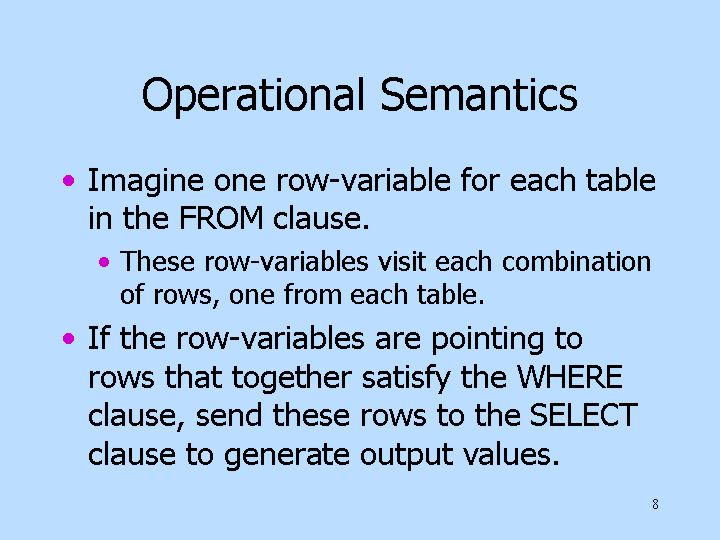 Operational Semantics
• Imagine one row-variable for each table
in the FROM clause.
• These row-variables visit each combination
of rows, one from each table.
• If the row-variables are pointing to
rows that together satisfy the WHERE
clause, send these rows to the SELECT
clause to generate output values.
8